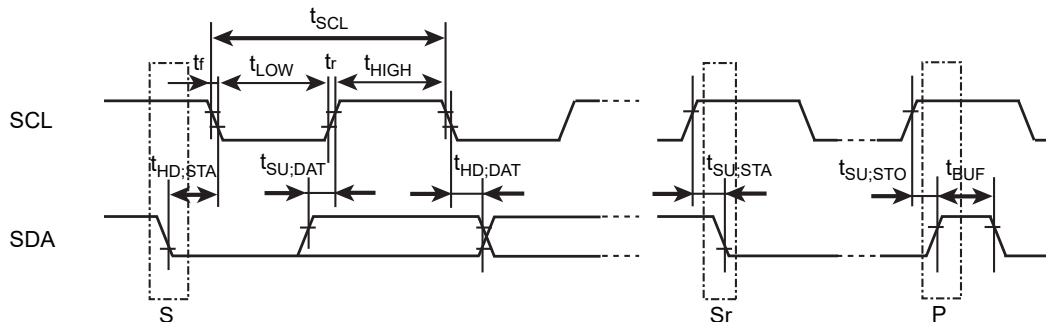 tSCL
tf tLOW tr tHIGH
SCL
tHD;STA tSU;DAT tHD;DAT tSU;STA tSU;STO tBUF
SDA
S Sr P